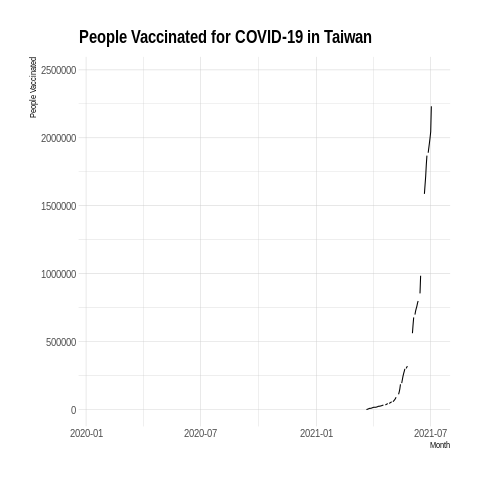 People Vaccinated for COVID-19 in Taiwan
People Vaccinated
2500000
2000000
1500000
1000000
500000
0
2020-01 2020-07 2021-01 2021-07
Month